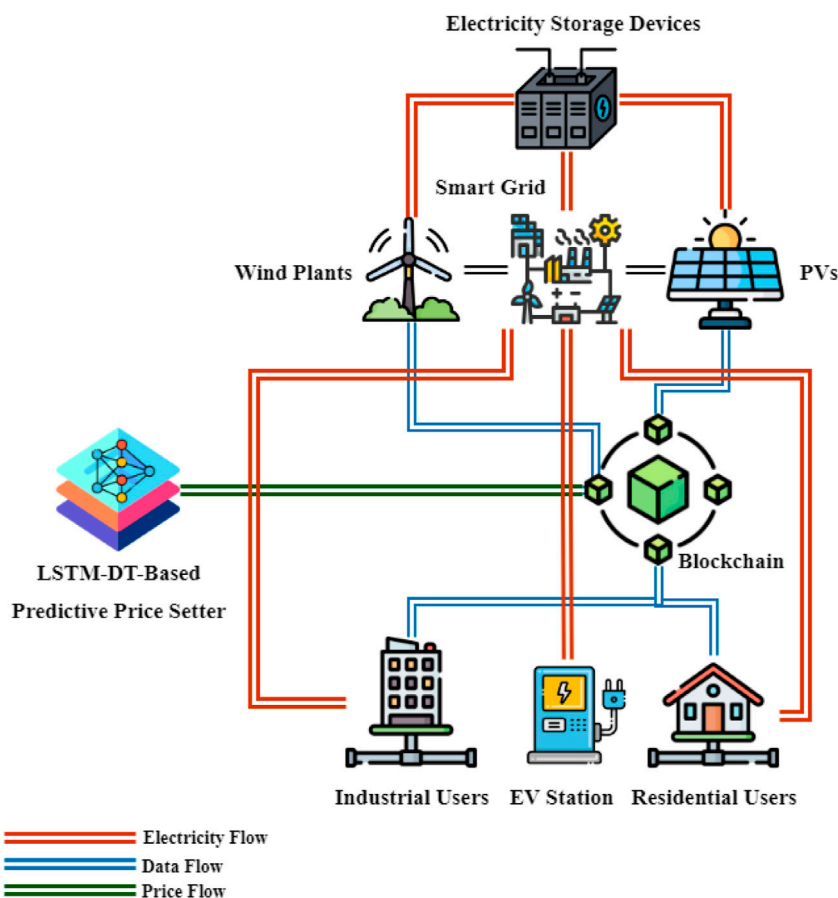 Electricity Storage Devices
Smart Grid
Wind Plants
PVs
LSTM-DT-Based
Predictive Price Setter
Blockchain
Industrial Users
EV Station
Residential Users
Electricity Flow
Data Flow
Price Flow